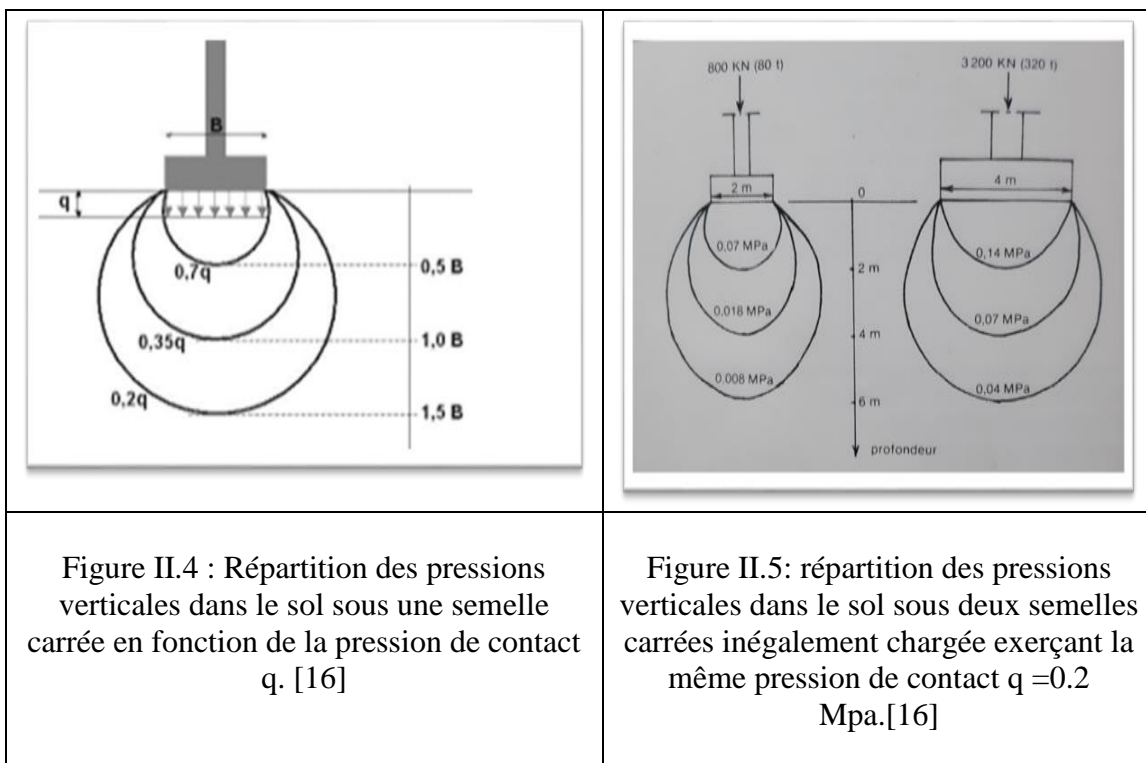 B
q
0,7q
0,35q
0,2q
0,5 B
1,0 B
1,5 B
800 KN (80 t)
3 200 KN (320 t)
2 m
0
4 m
0,07 MPa
0,14 MPa
2 m
0,018 MPa
0,07 MPa
4 m
0,008 MPa
0,04 MPa
6 m
profondeur
Figure II.4 : Répartition des pressions
verticales dans le sol sous une semelle
carrée en fonction de la pression de contact
q. [16]
Figure II.5: répartition des pressions
verticales dans le sol sous deux semelles
carrées inégalement chargée exerçant la
même pression de contact q =0.2
Mpa.[16]